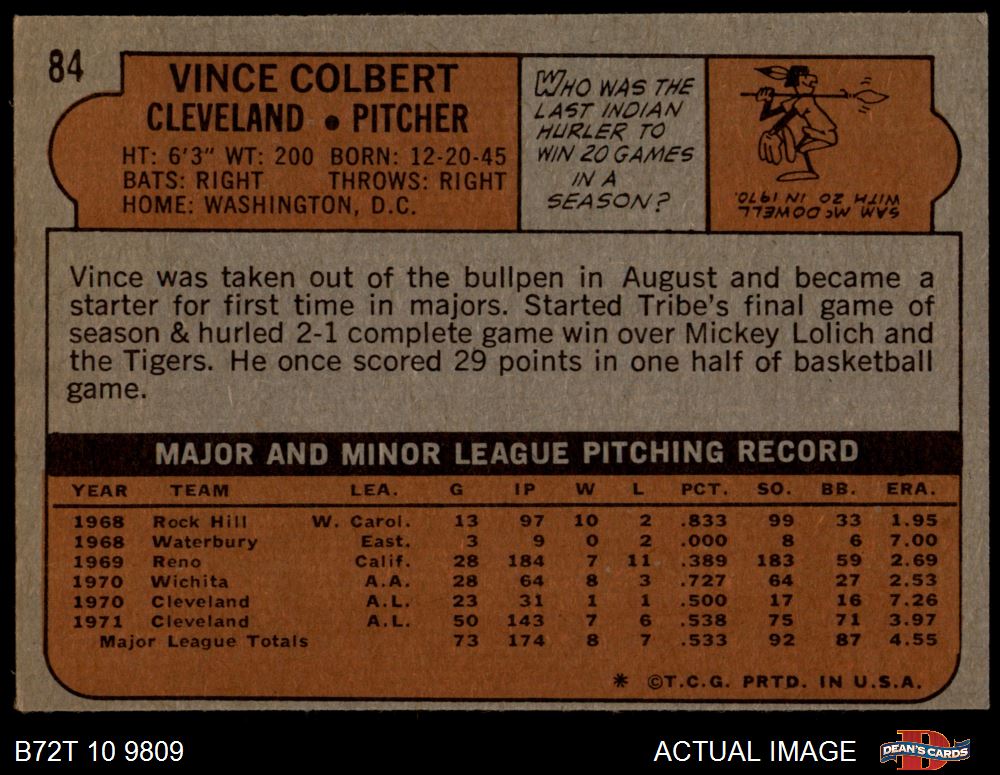 84
VINCE COLBERT
CLEVELAND • PITCHER
HT: 6'3" WT: 200 BORN: 12-20-45
BATS: RIGHT THROWS: RIGHT
HOME: WASHINGTON, D.C.
WHO WAS THE
LAST INDIAN
HURLER TO
WIN 20 GAMES
IN A
SEASON?
SAM McDOWELL
WITH 20 IN 1970.
Vince was taken out of the bullpen in August and became a
starter for first time in majors. Started Tribe's final game of
season & hurled 2-1 complete game win over Mickey Lolich and
the Tigers. He once scored 29 points in one half of basketball
game.
MAJOR AND MINOR LEAGUE PITCHING RECORD
YEAR TEAM LEA. G IP W L PCT. SO. BB. ERA.
1968 Rock Hill W. Carol. 13 97 10 2 .833 99 33 1.95
1968 Waterbury East. 3 9 0 2 .000 8 6 7.00
1969 Reno Calif. 28 184 7 11 .389 183 59 2.69
1970 Wichita A.A. 28 64 8 3 .727 64 27 2.53
1970 Cleveland A.L. 23 31 1 1 .500 17 16 7.26
1971 Cleveland A.L. 50 143 7 6 .538 75 71 3.97
Major League Totals 73 174 8 7 .533 92 87 4.55
* ©T.C.G. PRTD. IN U.S.A.
B72T 10 9809
ACTUAL IMAGE
D
DEAN'S CARDS